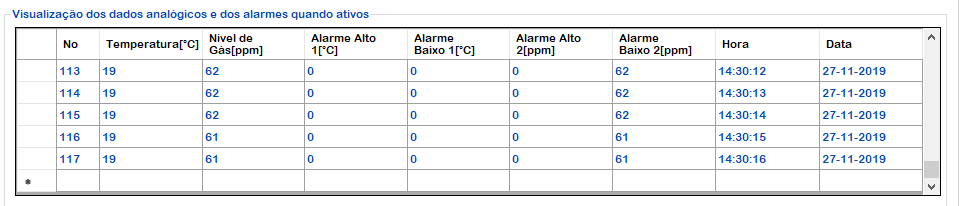 Visualização dos dados analógicos e dos alarmes quando ativos
No Temperatura[°C] Nível de Gás[ppm] Alarme Alto 1[°C] Alarme Baixo 1[°C] Alarme Alto 2[ppm] Alarme Baixo 2[ppm] Hora Data
113 19 62 0 0 0 62 14:30:12 27-11-2019
114 19 62 0 0 0 62 14:30:13 27-11-2019
115 19 62 0 0 0 62 14:30:14 27-11-2019
116 19 61 0 0 0 61 14:30:15 27-11-2019
117 19 61 0 0 0 61 14:30:16 27-11-2019